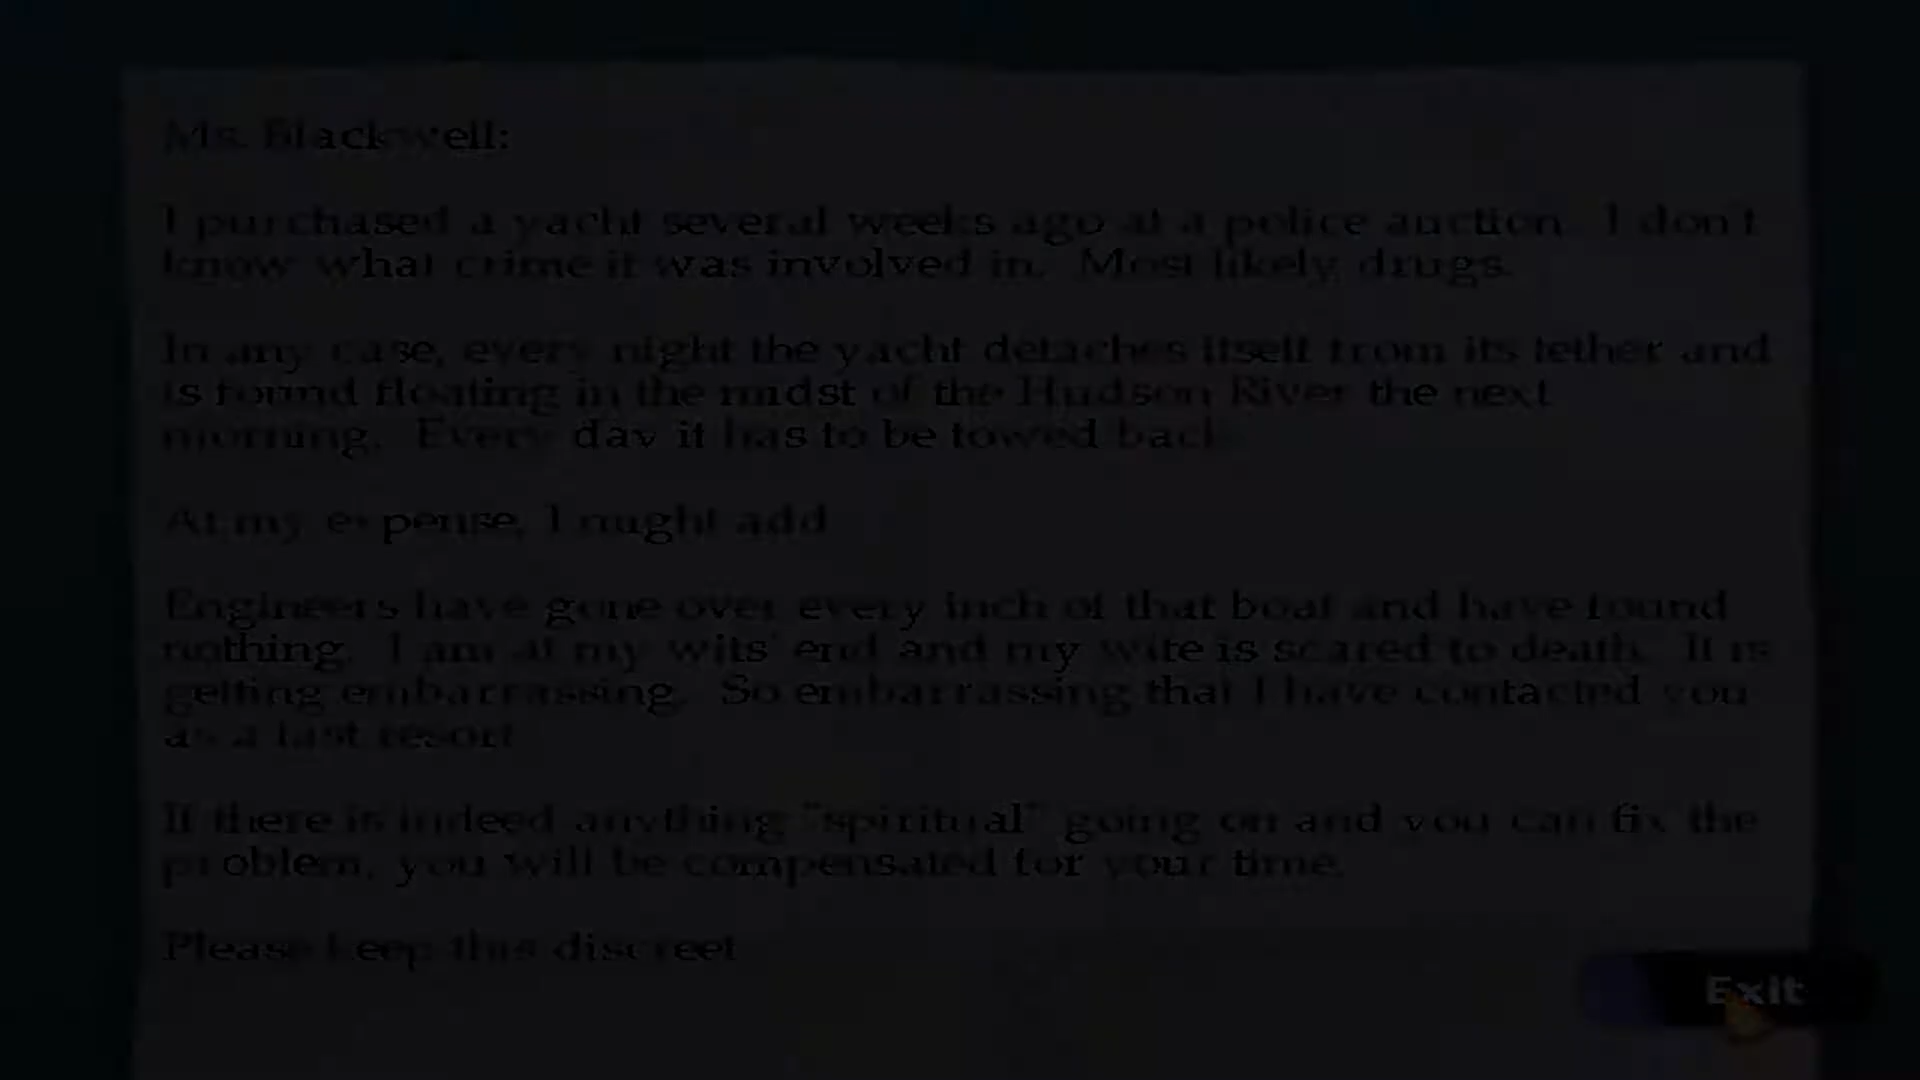 Ms. Blackwell:
I purchased a yacht several weeks ago at a police auction. I don't
know what crime it was involved in. Most likely, drugs.
In any case, every night the yacht detaches itself from its tether and
is found floating in the midst of the Hudson River the next
morning. Every day it has to be towed back.
At my expense, I might add.
Engineers have gone over every inch of that boat and have found
nothing. I am at my wits' end and my wife is scared to death. It is
getting embarrassing. So embarrassing that I have contacted you
as a last resort.
If there is indeed anything "spiritual" going on and you can fix the
problem, you will be compensated for your time.
Please keep this discreet.
Exit